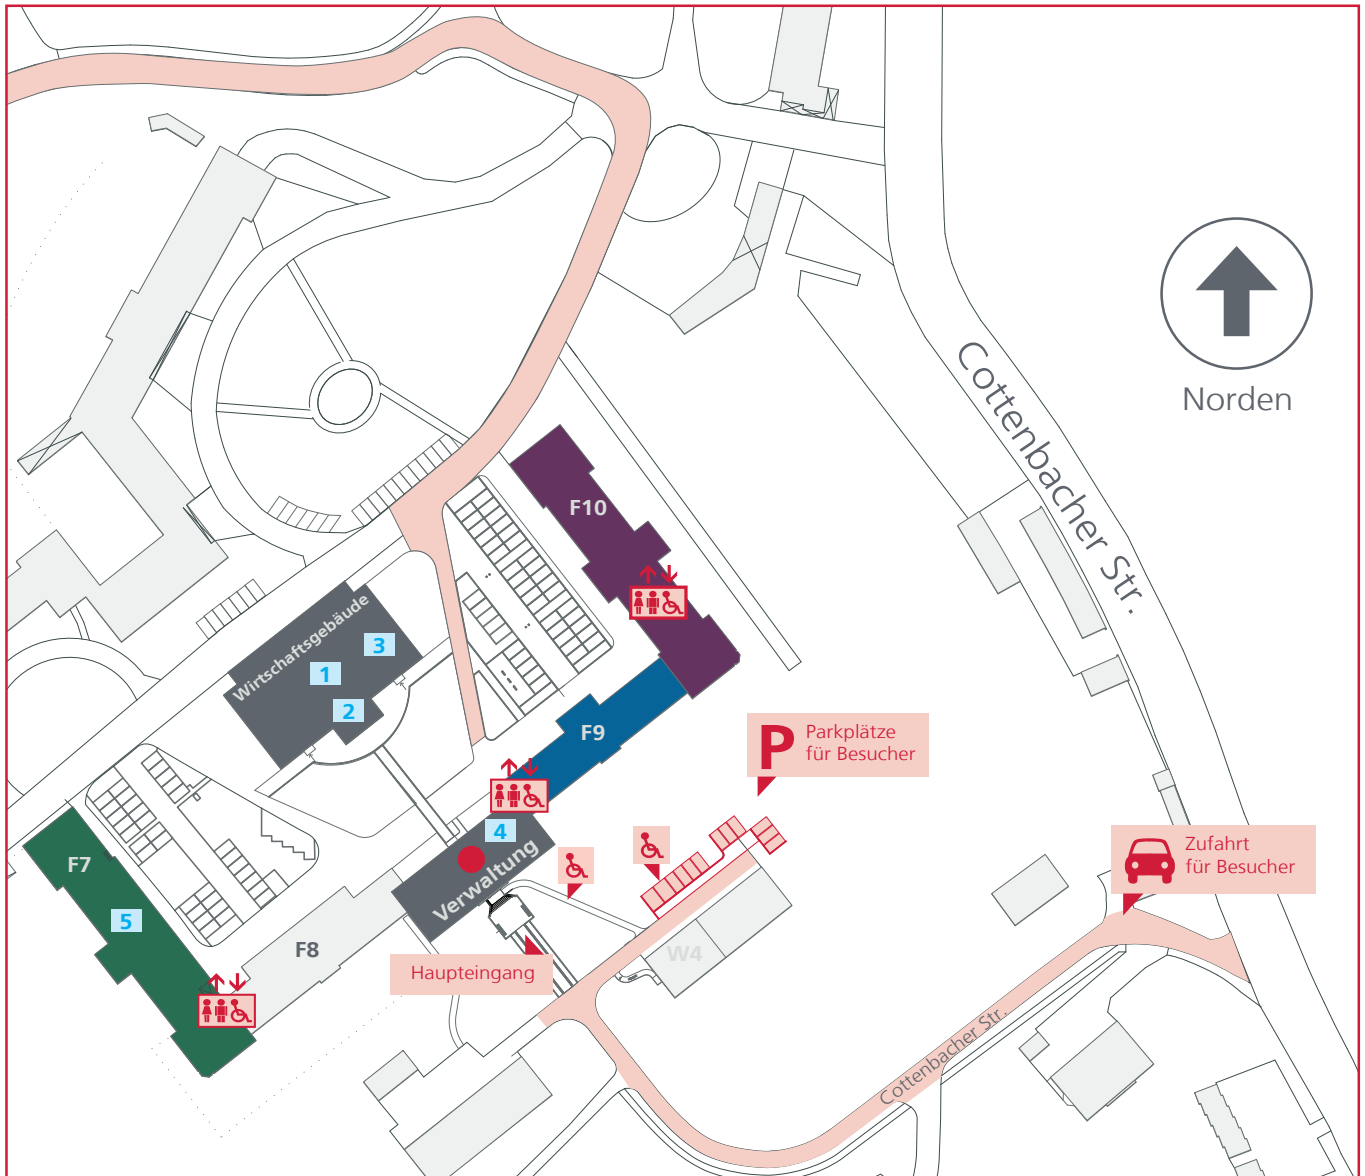 Norden
Cottenbacher Str.
F10
Wirtschaftsgebäude
3
1
2
F9
P
Parkplätze
für Besucher
4
Verwaltung
Zufahrt
für Besucher
F7
5
F8
W4
Haupteingang
Cottenbacher Str.